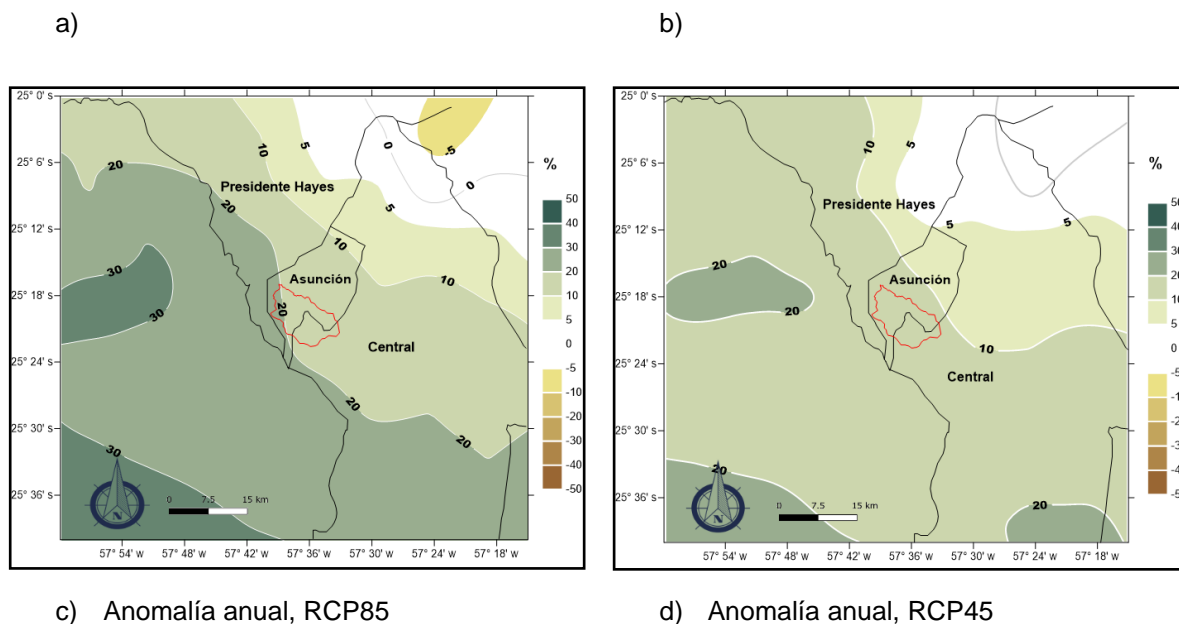 a)
b)
25° 0' s
25° 6' s
25° 12' s
25° 18' s
25° 24' s
25° 30' s
25° 36' s
57° 54' W
57° 48' W
57° 42' W
57° 36' W
57° 30' W
57° 24' W
57° 18' W
Presidente Hayes
Asunción
Central
20
10
5
0
-5
0
20
5
10
10
30
30
20
20
20
30
N
0 7.5 15 km
%
50
40
30
20
10
5
0
-5
-10
-20
-30
-40
-50
25° 0' s
25° 6' s
25° 12' s
25° 18' s
25° 24' s
25° 30' s
25° 36' s
57° 54' W
57° 48' W
57° 42' W
57° 36' W
57° 30' W
57° 24' W
57° 18' W
Presidente Hayes
Asunción
Central
10
5
5
5
20
20
10
20
20
N
0 7.5 15 km
%
50
40
30
20
10
5
0
-5
c) Anomalía anual, RCP85
d) Anomalía anual, RCP45